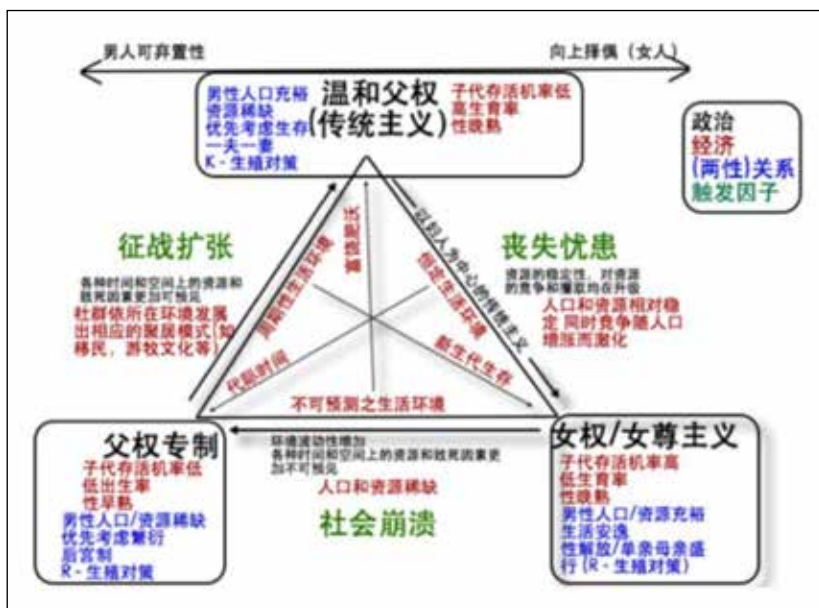 男人可弃置性
向上择偶（女人）
温和父权
(传统主义)
男性人口充裕
资源稀缺
优先考虑生存
一夫一妻
K - 生殖对策
子代存活机率低
高生育率
性晚熟
政治
经济
(两性)关系
触发因子
征战扩张
各种时间和空间上的资源和
致死因素更加可预见
社群依所在环境发展
出相应的聚居模式(如
移民，游牧文化等)
周期性生活环境
富饶肥沃
恒定生活环境
以妇人为中心的传统主义
丧失忧患
资源的稳定性，对资源
的竞争和攫取均在升级
人口和资源相对稳
定 同时竞争随人口
增涨而激化
代际时间
新生代生存
不可预测之生活环境
父权专制
子代存活机率低
低出生率
性早熟
男性人口/资源稀缺
优先考虑繁衍
后宫制
R - 生殖对策
环境波动性增加
各种时间和空间上的资源和致死因素更
加不可预见
人口和资源稀缺
社会崩溃
女权/女尊主义
子代存活机率高
低生育率
性晚熟
男性人口/资源充裕
生活安逸
性解放/单亲母亲盛
行 (R - 生殖对策)